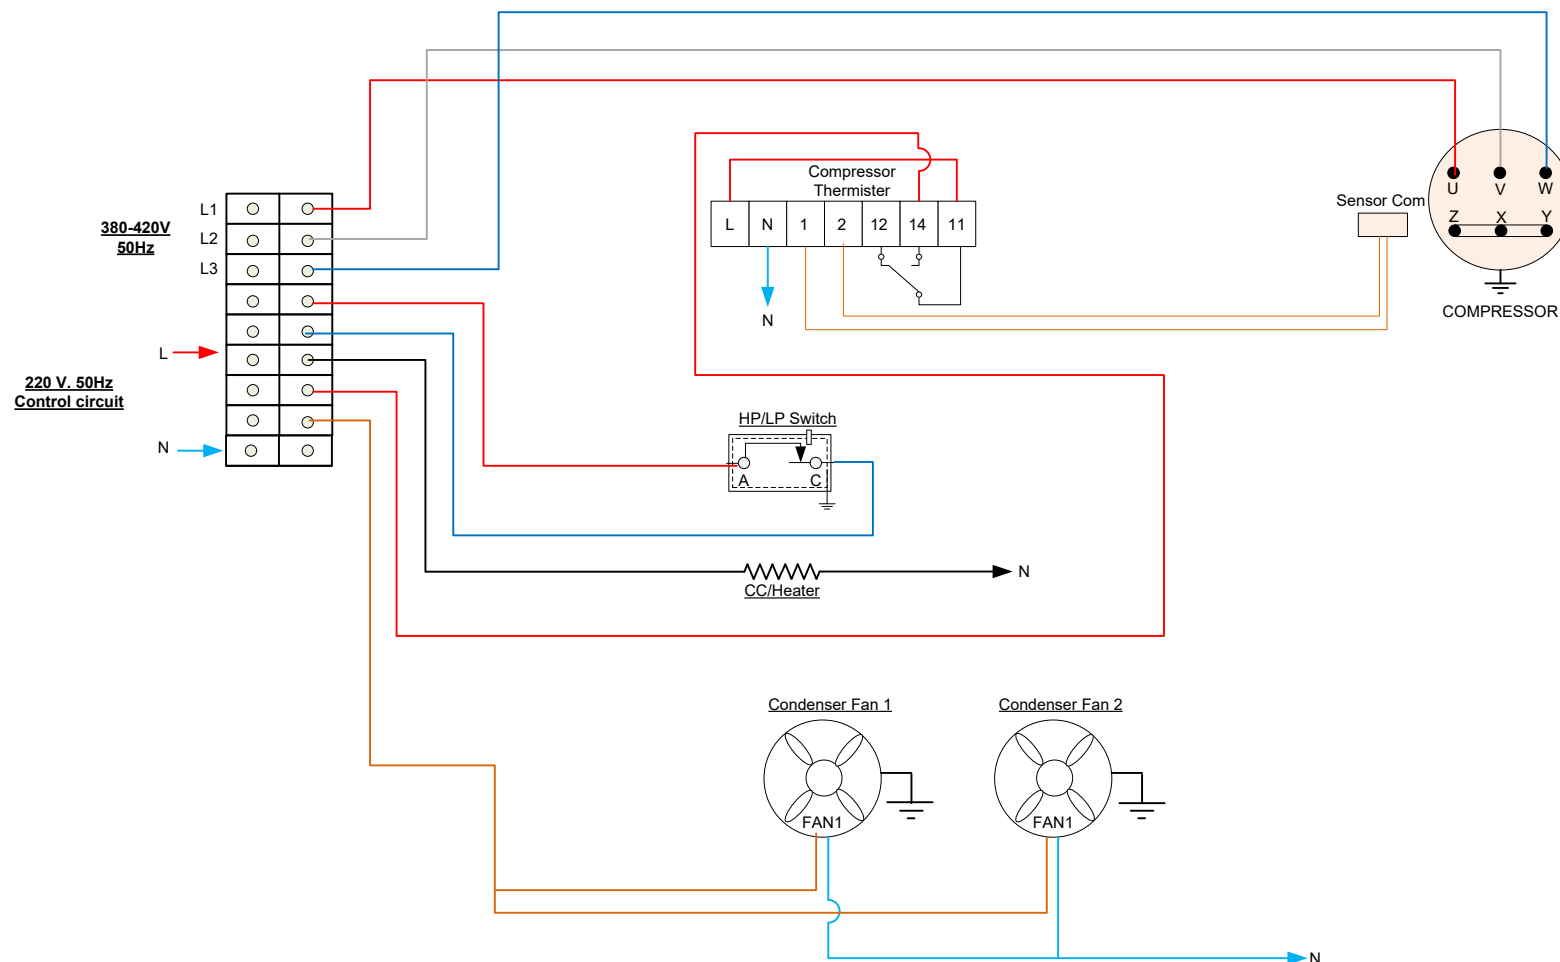 Compressor
Thermister
L N 1 2 12 14 11
N
Sensor Com
U V W
Z X Y
COMPRESSOR
L1
L2
L3
380-420V
50Hz
L
220 V. 50Hz
Control circuit
N
HP/LP Switch
A C
CC/Heater
N
Condenser Fan 1
FAN1
Condenser Fan 2
FAN1
N